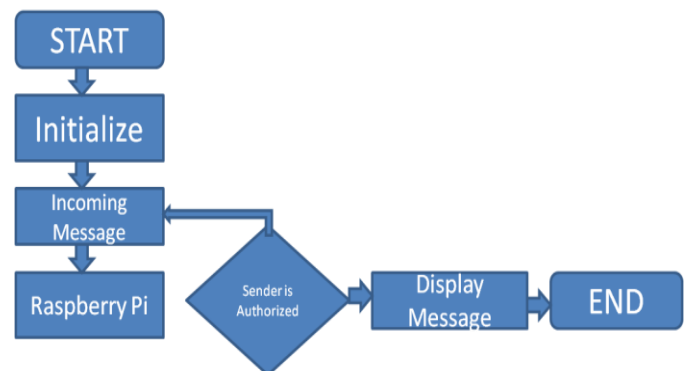 START
Initialize
Incoming
Message
Raspberry Pi
Sender is
Authorized
Display
Message
END